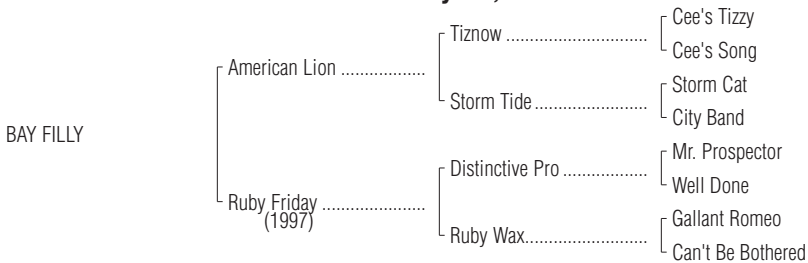 Cee's Tizzy
Tiznow ..............................
Cee's Song
American Lion ..................
Storm Cat
Storm Tide........................
City Band
BAY FILLY
Mr. Prospector
Distinctive Pro ..................
Well Done
Ruby Friday ......................
(1997)
Gallant Romeo
Ruby Wax..........................
Can't Be Bothered